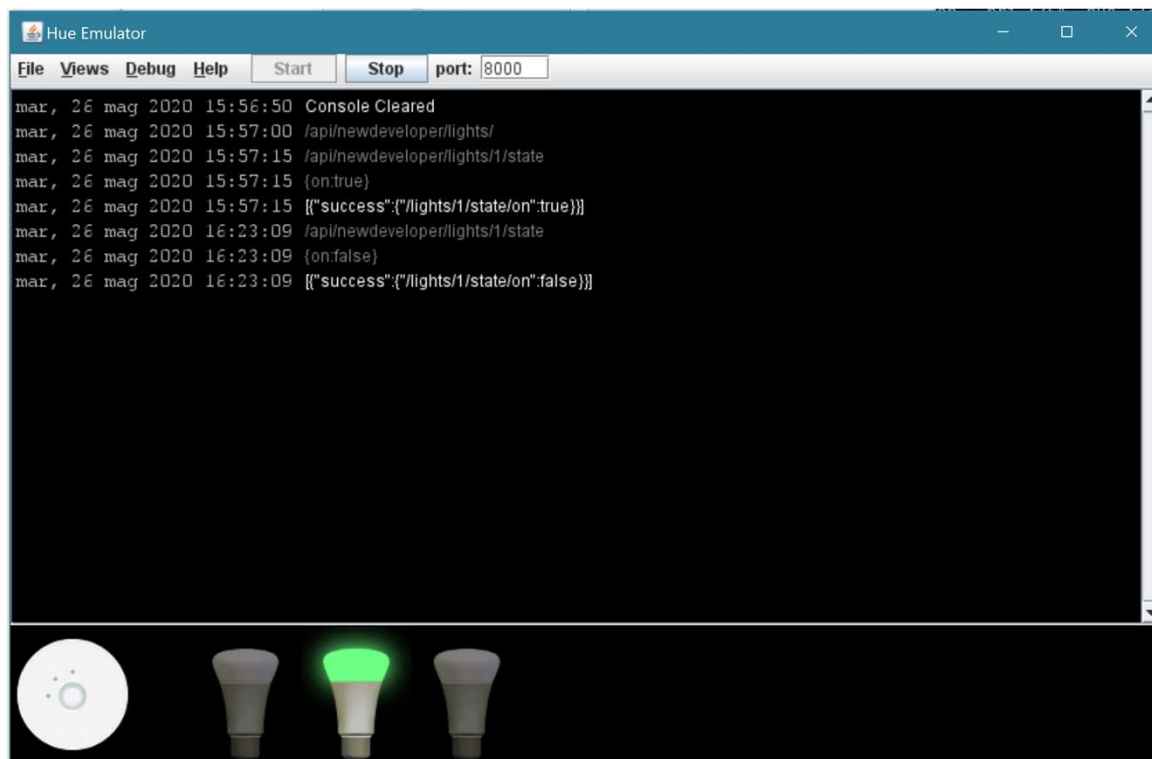 Hue Emulator
File Views Debug Help Start Stop port: 8000
mar, 26 mag 2020 15:56:50 Console Cleared
mar, 26 mag 2020 15:57:00 /api/newdeveloper/lights/
mar, 26 mag 2020 15:57:15 /api/newdeveloper/lights/1/state
mar, 26 mag 2020 15:57:15 {on:true}
mar, 26 mag 2020 15:57:15 [{"success":{"/lights/1/state/on":true}}]
mar, 26 mag 2020 16:23:09 /api/newdeveloper/lights/1/state
mar, 26 mag 2020 16:23:09 {on:false}
mar, 26 mag 2020 16:23:09 [{"success":{"/lights/1/state/on":false}}]